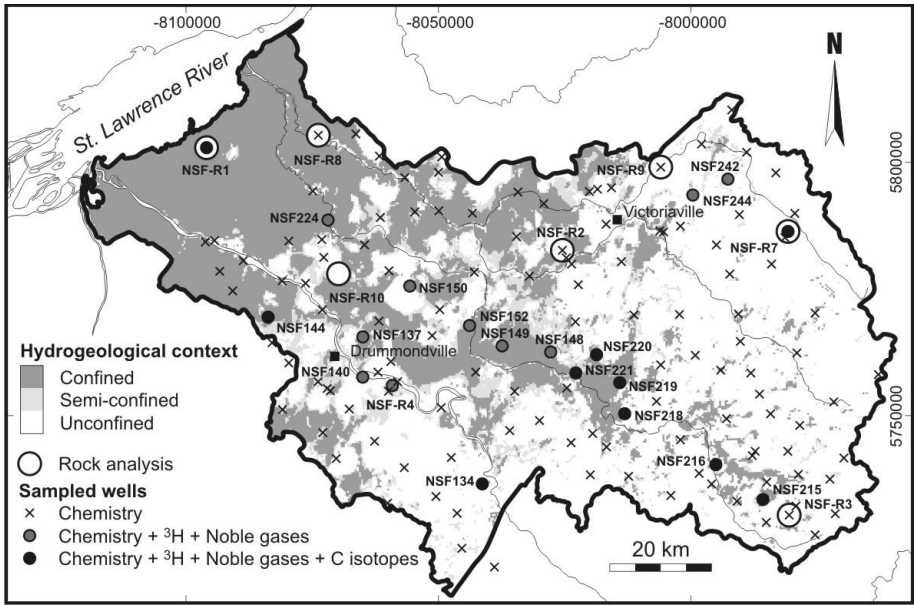 -8100000
-8050000
-8000000
N
St. Lawrence River
5800000
5750000
NSF-R1
NSF-R8
NSF-R9
NSF242
NSF244
Victoriaville
NSF224
NSF-R2
NSF-R7
NSF-R10
NSF150
NSF144
NSF152
NSF137
NSF149
NSF148
Drummondville
NSF220
NSF140
NSF221
NSF219
NSF-R4
NSF218
NSF216
NSF134
NSF215
NSF-R3
Hydrogeological context
Confined
Semi-confined
Unconfined
Rock analysis
Sampled wells
Chemistry
Chemistry + ³H + Noble gases
Chemistry + ³H + Noble gases + C isotopes
20 km